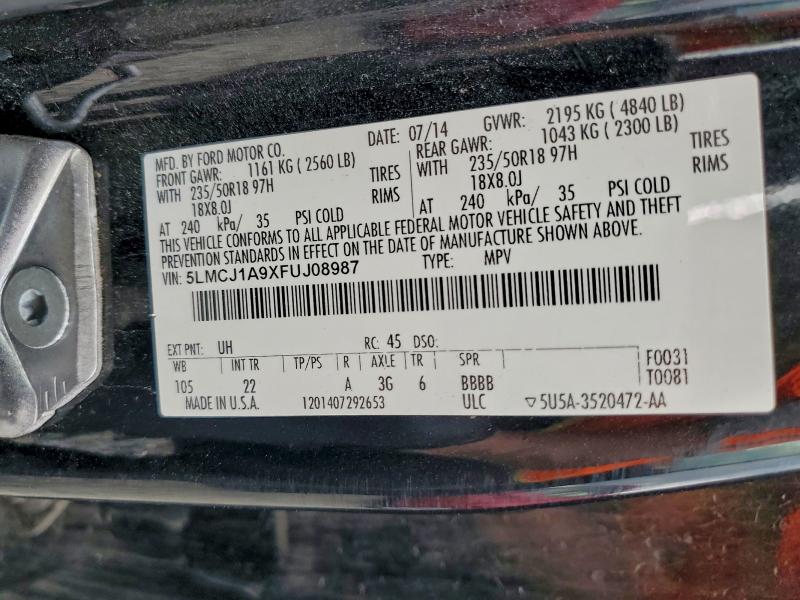 MFD. BY FORD MOTOR CO. DATE: 07/14 GVWR: 2195 KG ( 4840 LB)
FRONT GAWR: 1161 KG ( 2560 LB) REAR GAWR: 1043 KG ( 2300 LB)
WITH 235/50R18 97H TIRES WITH 235/50R18 97H TIRES
18X8.0J RIMS 18X8.0J RIMS
AT 240 kPa/ 35 PSI COLD AT 240 kPa/ 35 PSI COLD
THIS VEHICLE CONFORMS TO ALL APPLICABLE FEDERAL MOTOR VEHICLE SAFETY AND THEFT
PREVENTION STANDARDS IN EFFECT ON THE DATE OF MANUFACTURE SHOWN ABOVE.
VIN: 5LMCJ1A9XFUJ08987 TYPE: MPV
EXT PNT: UH RC: 45 DSO:
WB INT TR TP/PS R AXLE TR SPR F0031
105 22 A 3G 6 BBBB T0081
MADE IN U.S.A. 1201407292653 ULC ▽5U5A-3520472-AA